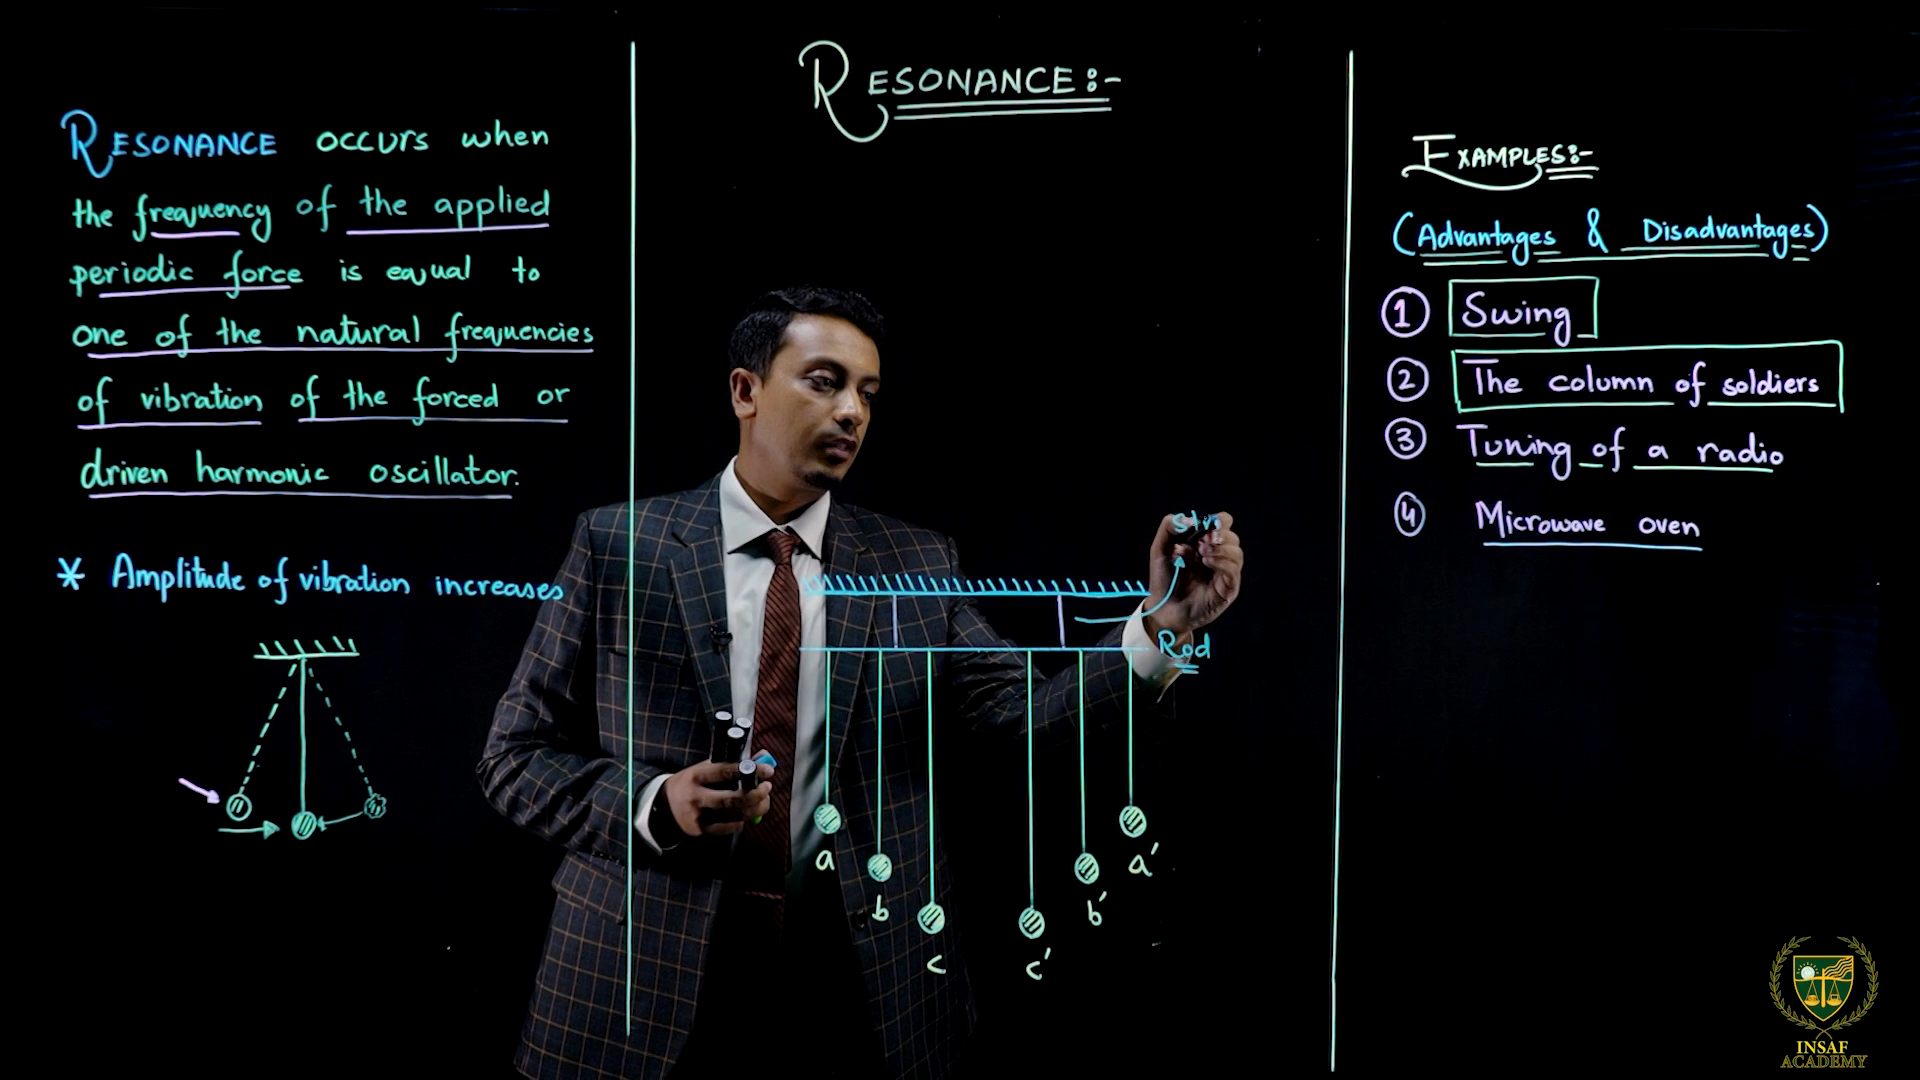 RESONANCE:-
RESONANCE occurs when
the frequency of the applied
periodic force is equal to
one of the natural frequencies
of vibration of the forced or
driven harmonic oscillator.
* Amplitude of vibration increases
Rod
a
b
c
c'
b'
a'
EXAMPLES:-
(Advantages & Disadvantages)
1 Swing
2 The column of soldiers
3 Tuning of a radio
4 Microwave oven
INSAF
ACADEMY